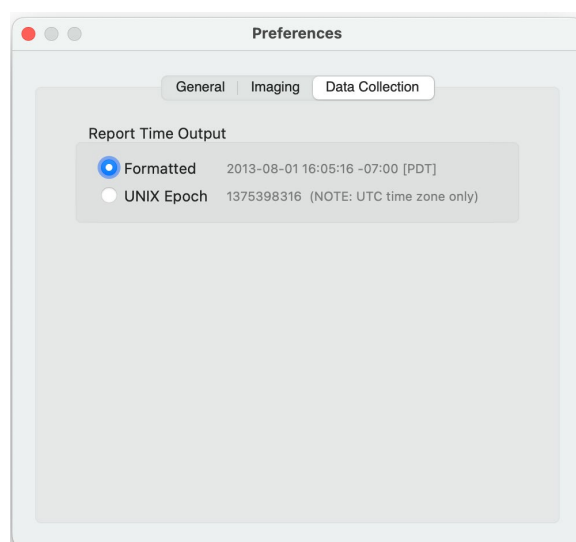 Preferences
General Imaging Data Collection
Report Time Output
Formatted 2013-08-01 16:05:16 -07:00 [PDT]
UNIX Epoch 1375398316 (NOTE: UTC time zone only)